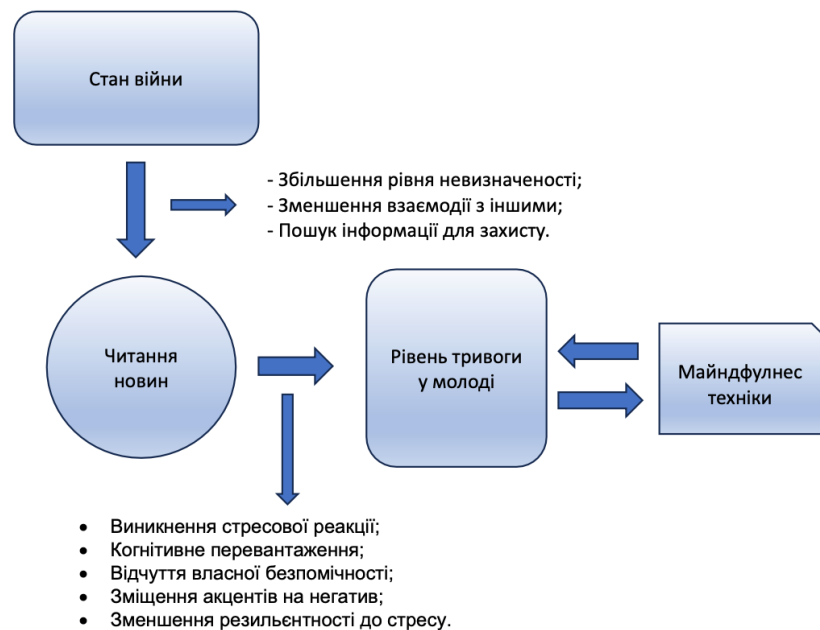 Стан війни
- Збільшення рівня невизначеності;
- Зменшення взаємодії з іншими;
- Пошук інформації для захисту.
Читання
новин
Рівень тривоги
у молоді
Майндфулнес
техніки
• Виникнення стресової реакції;
• Когнітивне перевантаження;
• Відчуття власної безпомічності;
• Зміщення акцентів на негатив;
• Зменшення резильєнтності до стресу.